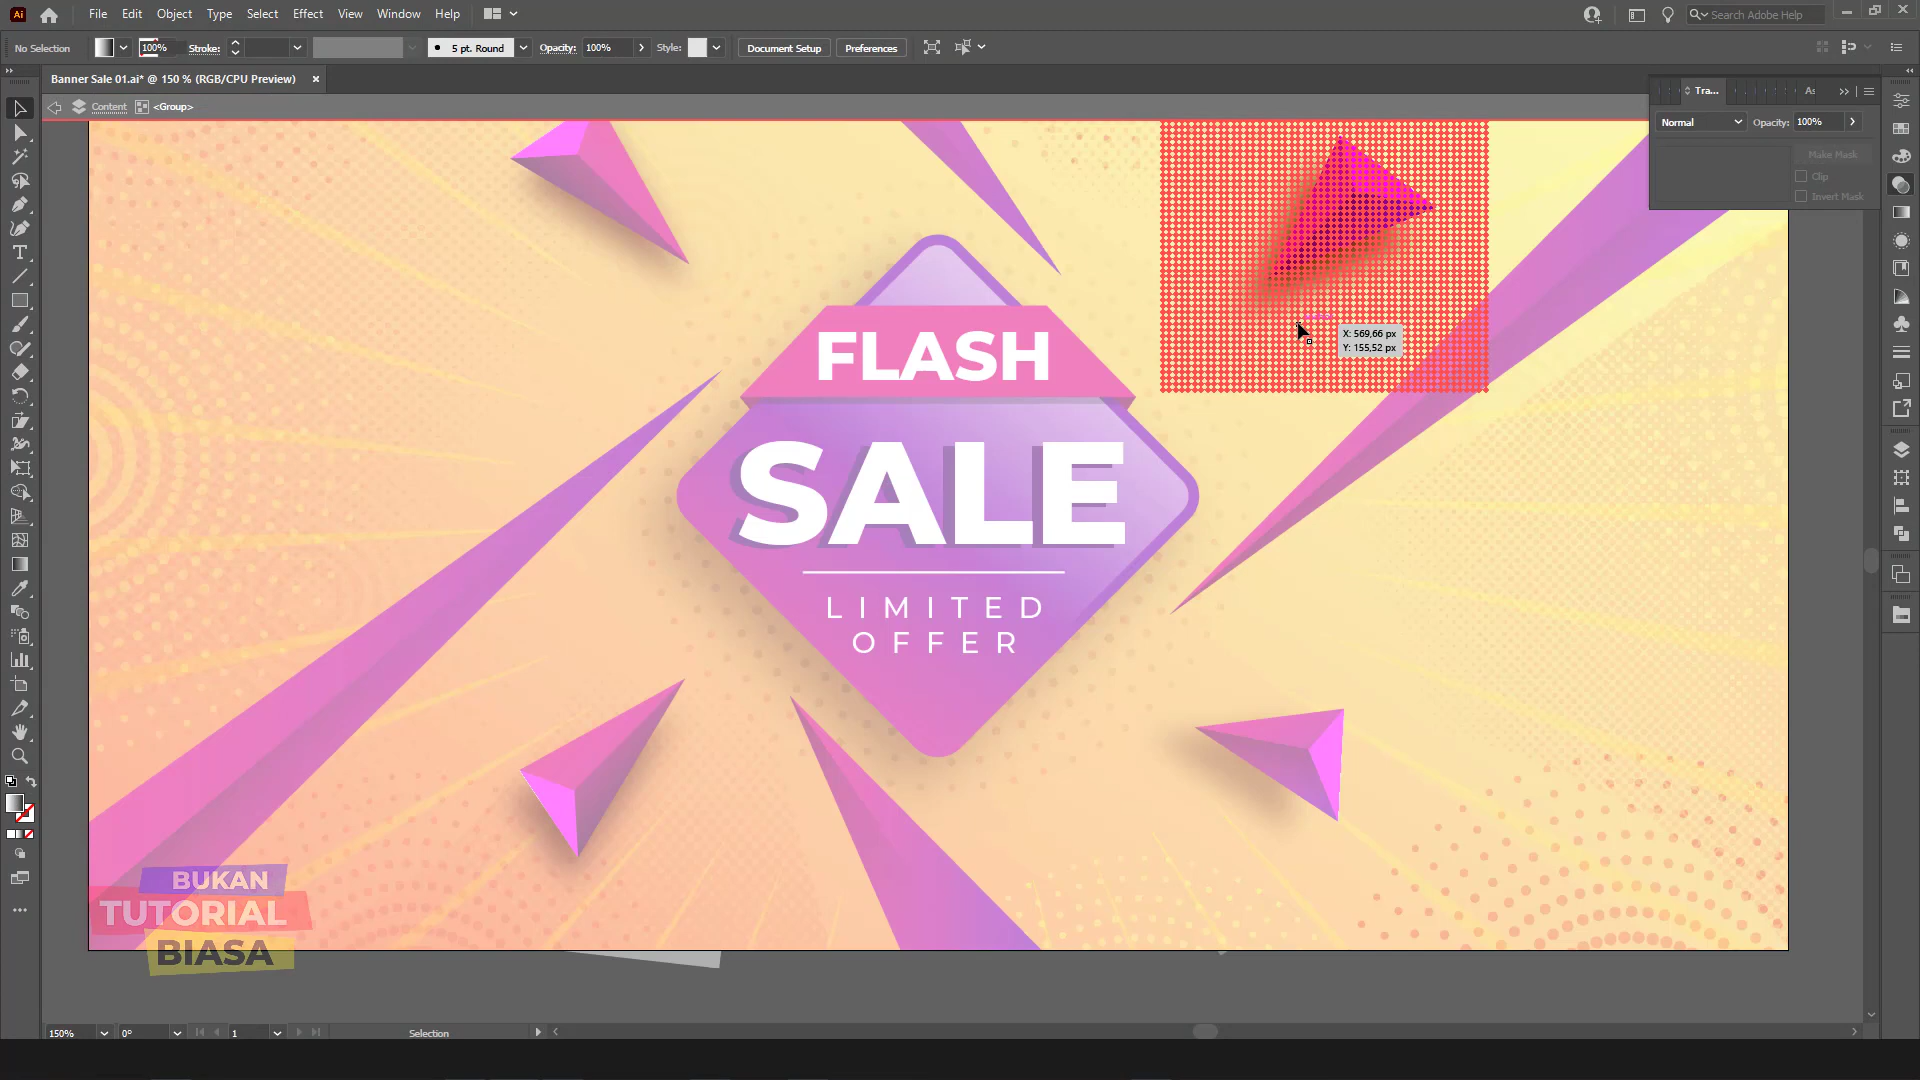 Ai File Edit Object Type Select Effect View Window Help Search Adobe Help
No Selection 100% Stroke: 5 pt. Round Opacity: 100% Style: Document Setup Preferences
Banner Sale 01.ai* @ 150 % (RGB/CPU Preview) ×
Content <Group>
Tra...
Normal Opacity: 100%
Make Mask
Clip
Invert Mask
FLASH
SALE
LIMITED
OFFER
X: 569,66 px
Y: 155,52 px
BUKAN
TUTORIAL
BIASA
150% 0° 1 Selection